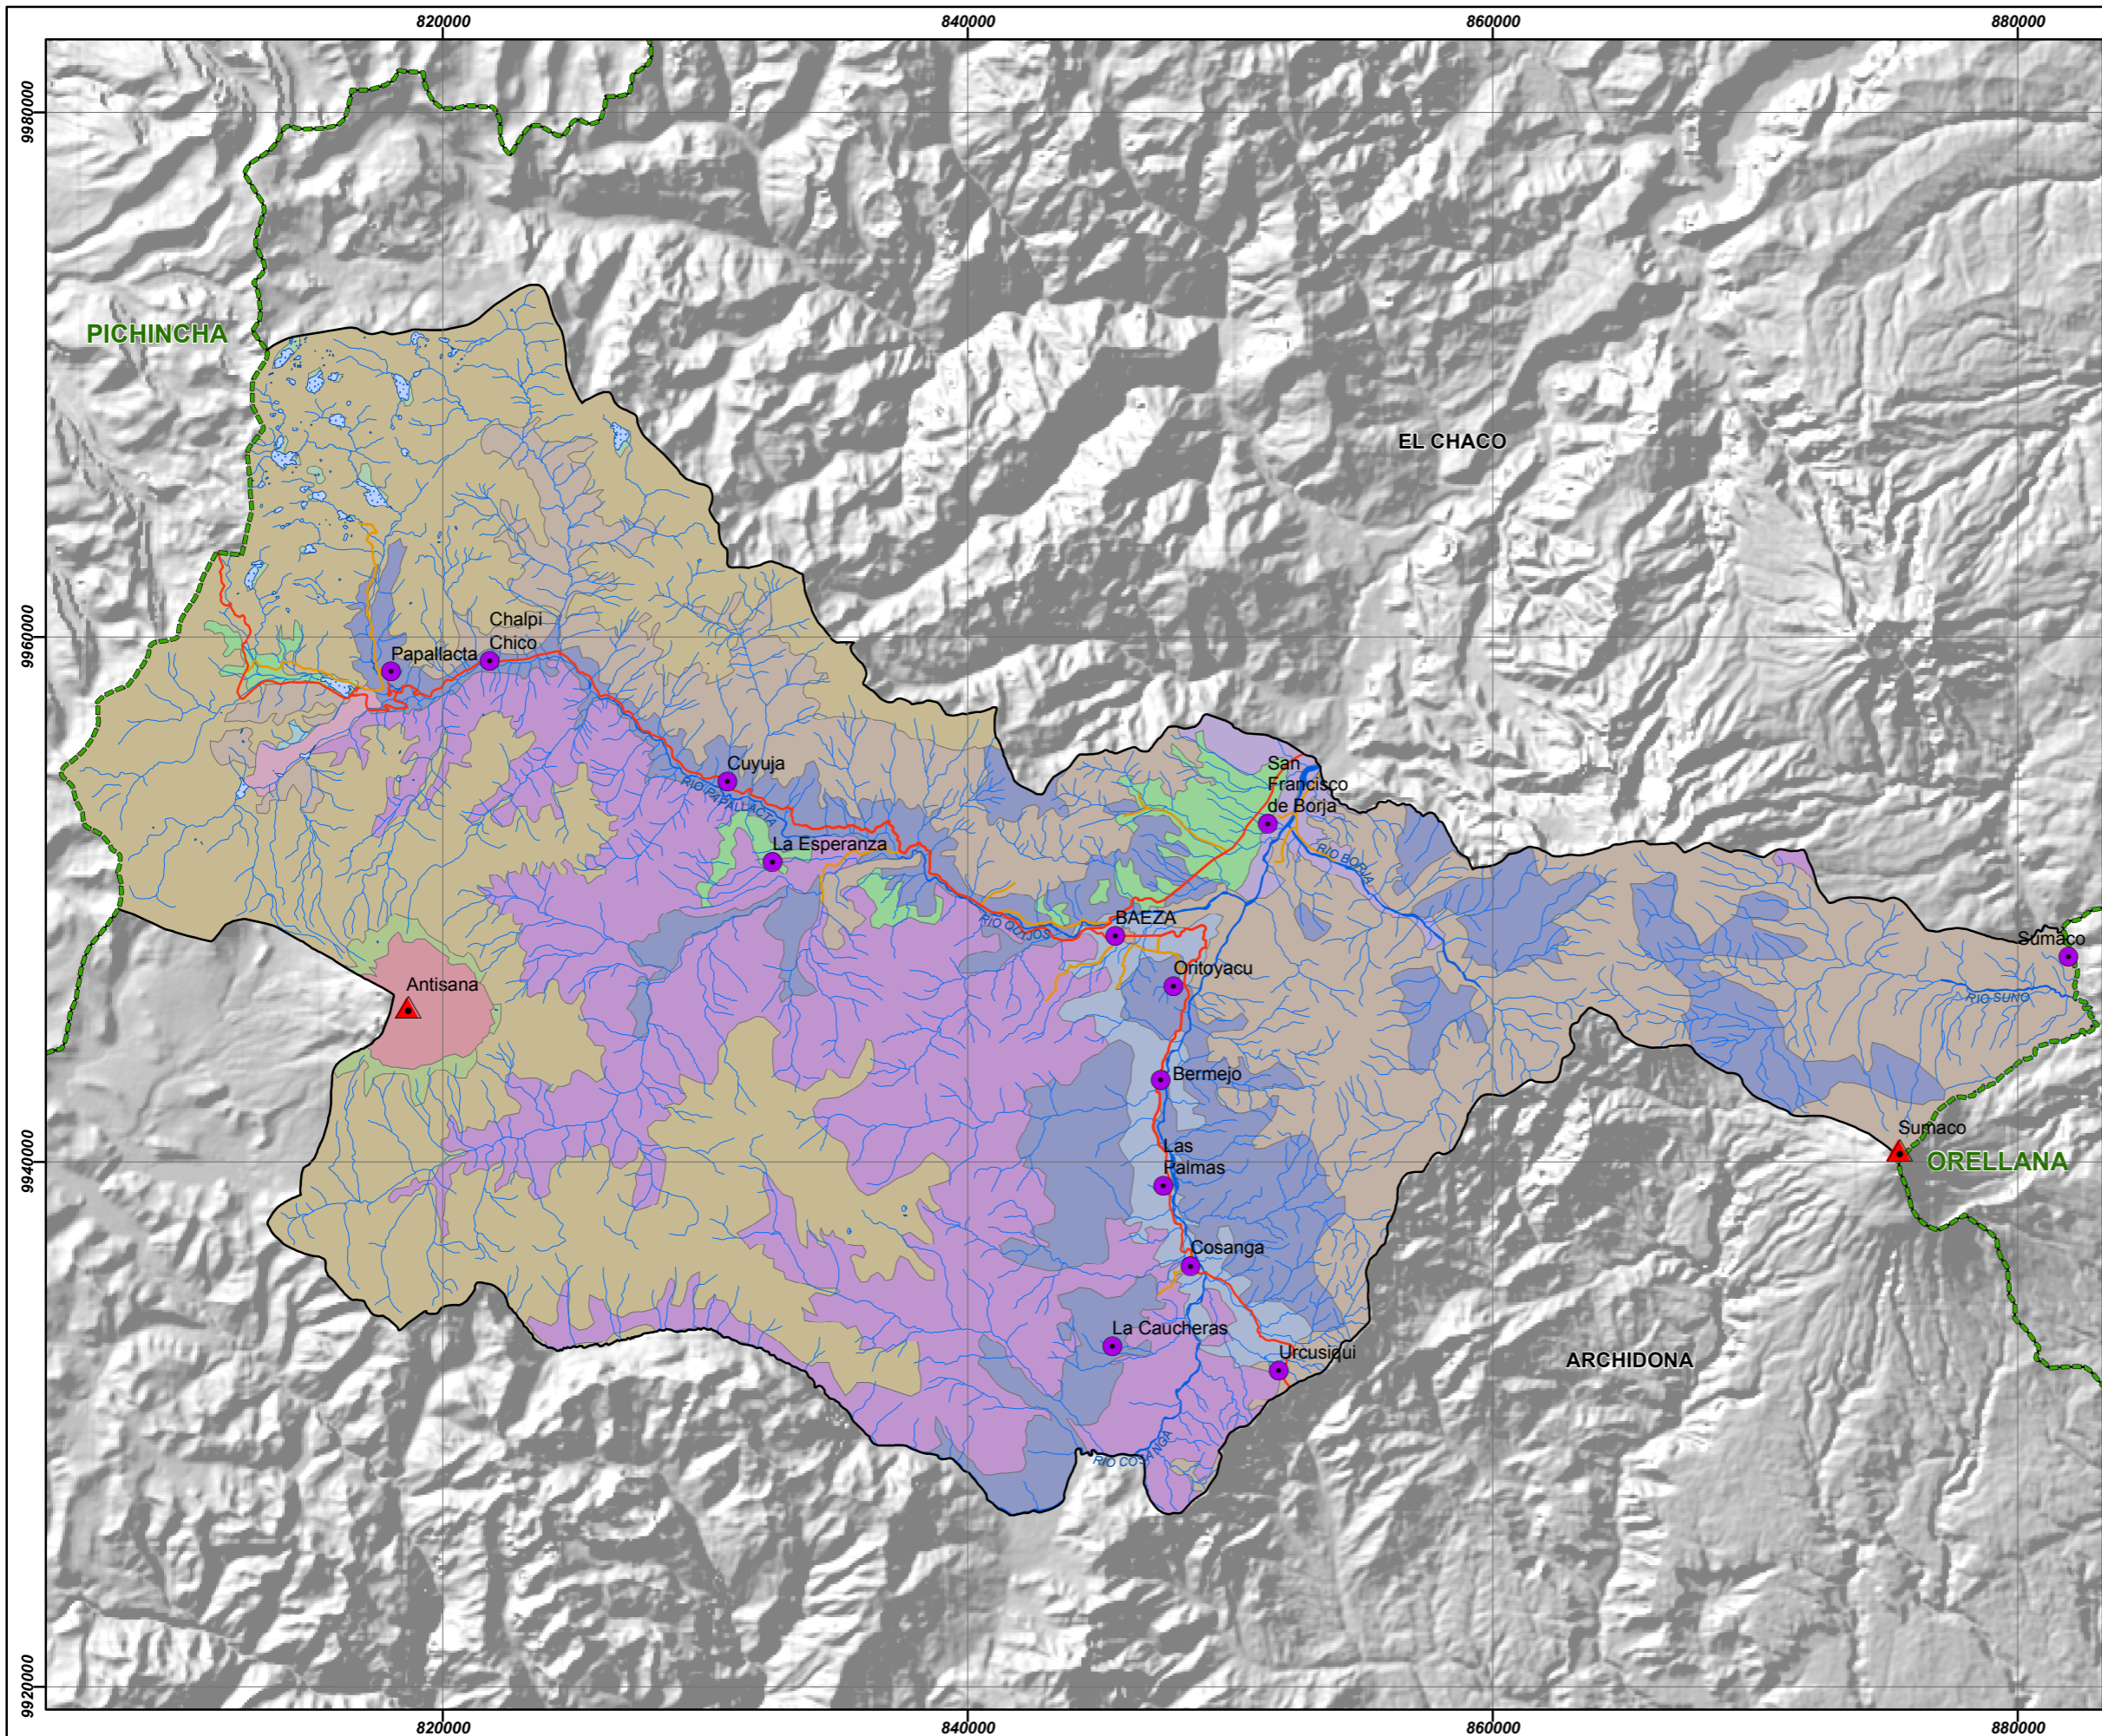 820000
840000
860000
880000
9980000
PICHINCHA
EL CHACO
Chalpi
Chico
9960000
Papallacta
Cuyuja
RIO PAPALLACTA
San
Francisco
de Borja
La Esperanza
RIO BORJA
BAEZA
RIO QUIJOS
Sumaco
Oritoyacu
Antisana
RIO SUNO
Bermejo
Sumaco
Las
Palmas
9940000
ORELLANA
Cosanga
La Caucheras
Urcusiqui
ARCHIDONA
RIO COSANGA
9920000
820000
840000
860000
880000